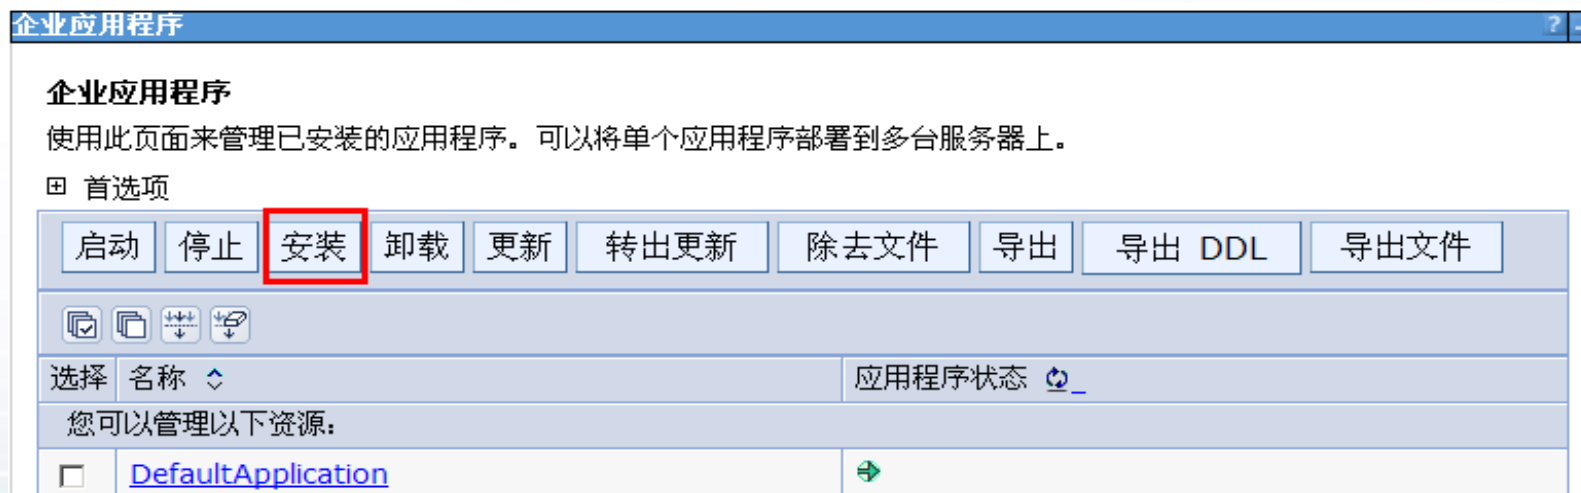 企业应用程序
?
企业应用程序
使用此页面来管理已安装的应用程序。可以将单个应用程序部署到多台服务器上。
首选项
启动 停止 安装 卸载 更新 转出更新 除去文件 导出 导出 DDL 导出文件
选择 名称 应用程序状态
您可以管理以下资源：
DefaultApplication